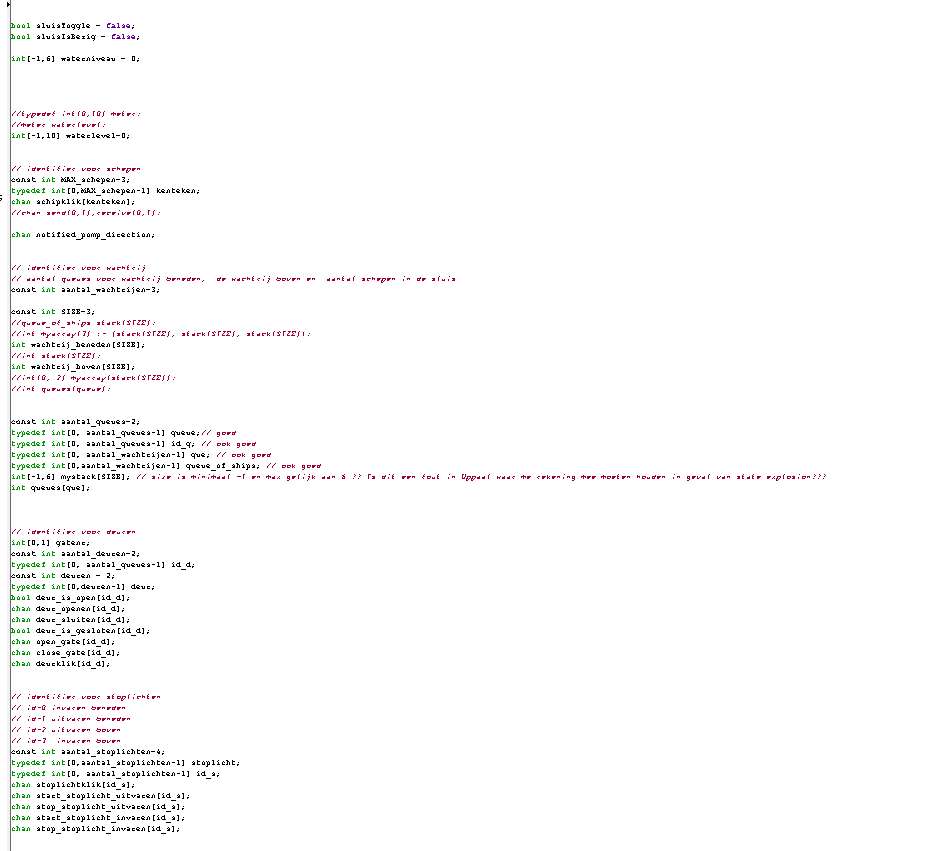 bool sluisToggle = false;
bool sluisIsBezig = false;
int[-1,6] waterniveau = 0;
//typedef int[0,10] meter;
//meter waterlevel;
int[-1,10] waterlevel=0;
// identifier voor schepen
const int MAX_schepen=3;
typedef int[0,MAX_schepen-1] kenteken;
chan schipklik[kenteken];
//chan send[0,1],receive[0,1];
chan notified_pomp_direction;
// identifier voor wachtrij
// aantal queues voor wachtrij beneden, de wachtrij boven en aantal schepen in de sluis
const int aantal_wachtrijen=3;
const int SIZE=3;
//queue_of_ships stack[SIZE];
//int myarray[3] := {stack[SIZE], stack[SIZE], stack[SIZE]};
int wachtrij_beneden[SIZE];
//int stack[SIZE];
int wachtrij_boven[SIZE];
//int[0, 2] myarray[stack[SIZE]];
//int queues[queue];
const int aantal_queues=2;
typedef int[0, aantal_queues-1] queue;// goed
typedef int[0, aantal_queues-1] id_q; // ook goed
typedef int[0, aantal_wachtrijen-1] que; // ook goed
typedef int[0,aantal_wachtrijen-1] queue_of_ships; // ook goed
int[-1,6] mystack[SIZE]; // size is minimaal -1 en max gelijk aan 6 ?? Is dit een fout in Uppaal waar we rekening mee moeten houden in geval van state explosion???
int queues[que];
// identifier voor deuren
int[0,1] gatenr;
const int aantal_deuren=2;
typedef int[0, aantal_queues-1] id_d;
const int deuren = 2;
typedef int[0,deuren-1] deur;
bool deur_is_open[id_d];
chan deur_openen[id_d];
chan deur_sluiten[id_d];
bool deur_is_gesloten[id_d];
chan open_gate[id_d];
chan close_gate[id_d];
chan deurklik[id_d];
// identifier voor stoplichten
// id=0 invaren beneden
// id=1 uitvaren beneden
// id=2 uitvaren boven
// id=3 invaren boven
const int aantal_stoplichten=4;
typedef int[0,aantal_stoplichten-1] stoplicht;
typedef int[0, aantal_stoplichten-1] id_s;
chan stoplichtklik[id_s];
chan start_stoplicht_uitvaren[id_s];
chan stop_stoplicht_uitvaren[id_s];
chan start_stoplicht_invaren[id_s];
chan stop_stoplicht_invaren[id_s];